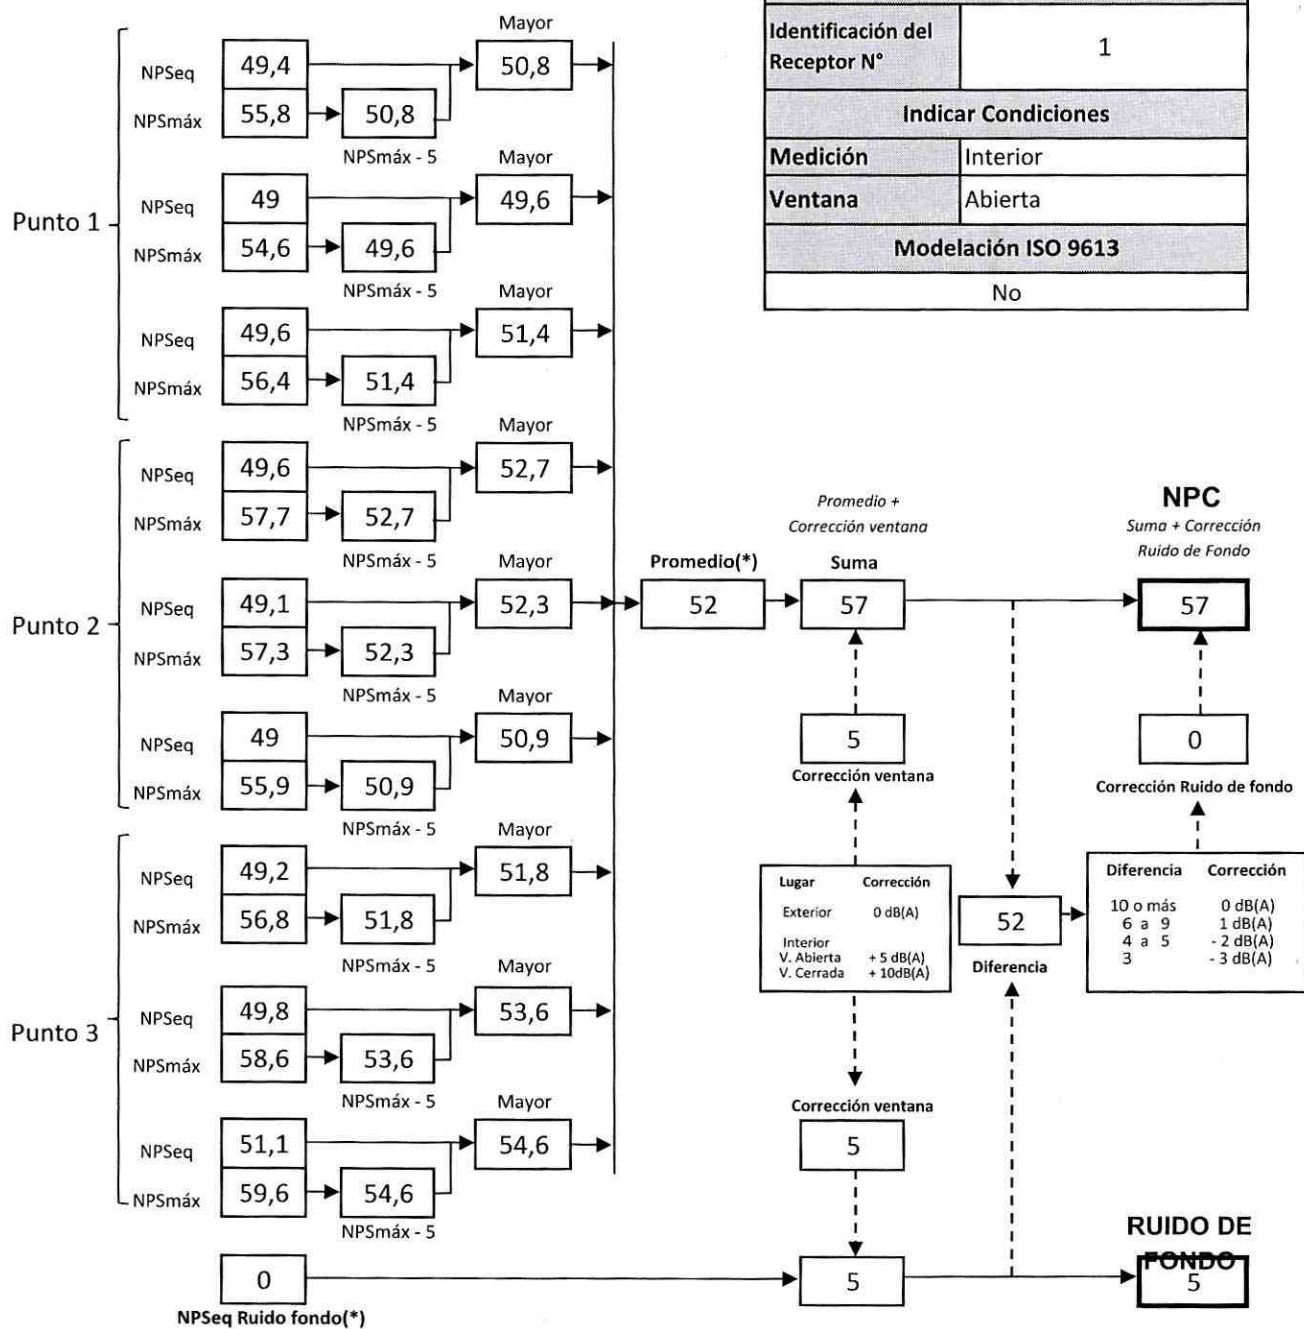 Identificación del
Receptor N°
1
Indicar Condiciones
Medición Interior
Ventana Abierta
Modelación ISO 9613
No
Punto 1
Mayor
NPSeq 49,4 50,8
NPSmáx 55,8 50,8
NPSmáx - 5
Mayor
NPSeq 49 49,6
NPSmáx 54,6 49,6
NPSmáx - 5
Mayor
NPSeq 49,6 51,4
NPSmáx 56,4 51,4
NPSmáx - 5
Punto 2
Mayor
NPSeq 49,6 52,7
NPSmáx 57,7 52,7
NPSmáx - 5
Mayor
NPSeq 49,1 52,3
NPSmáx 57,3 52,3
NPSmáx - 5
Mayor
NPSeq 49 50,9
NPSmáx 55,9 50,9
NPSmáx - 5
Punto 3
Mayor
NPSeq 49,2 51,8
NPSmáx 56,8 51,8
NPSmáx - 5
Mayor
NPSeq 49,8 53,6
NPSmáx 58,6 53,6
NPSmáx - 5
Mayor
NPSeq 51,1 54,6
NPSmáx 59,6 54,6
NPSmáx - 5
0
NPSeq Ruido fondo(*)
Promedio(*)
52
Promedio +
Corrección ventana
Suma
57
5
Corrección ventana
Lugar Corrección
Exterior 0 dB(A)
Interior
V. Abierta + 5 dB(A)
V. Cerrada + 10dB(A)
Corrección ventana
5
5
52
Diferencia
NPC
Suma + Corrección
Ruido de Fondo
57
0
Corrección Ruido de fondo
Diferencia Corrección
10 o más 0 dB(A)
6 a 9 1 dB(A)
4 a 5 - 2 dB(A)
3 - 3 dB(A)
RUIDO DE
FONDO
5